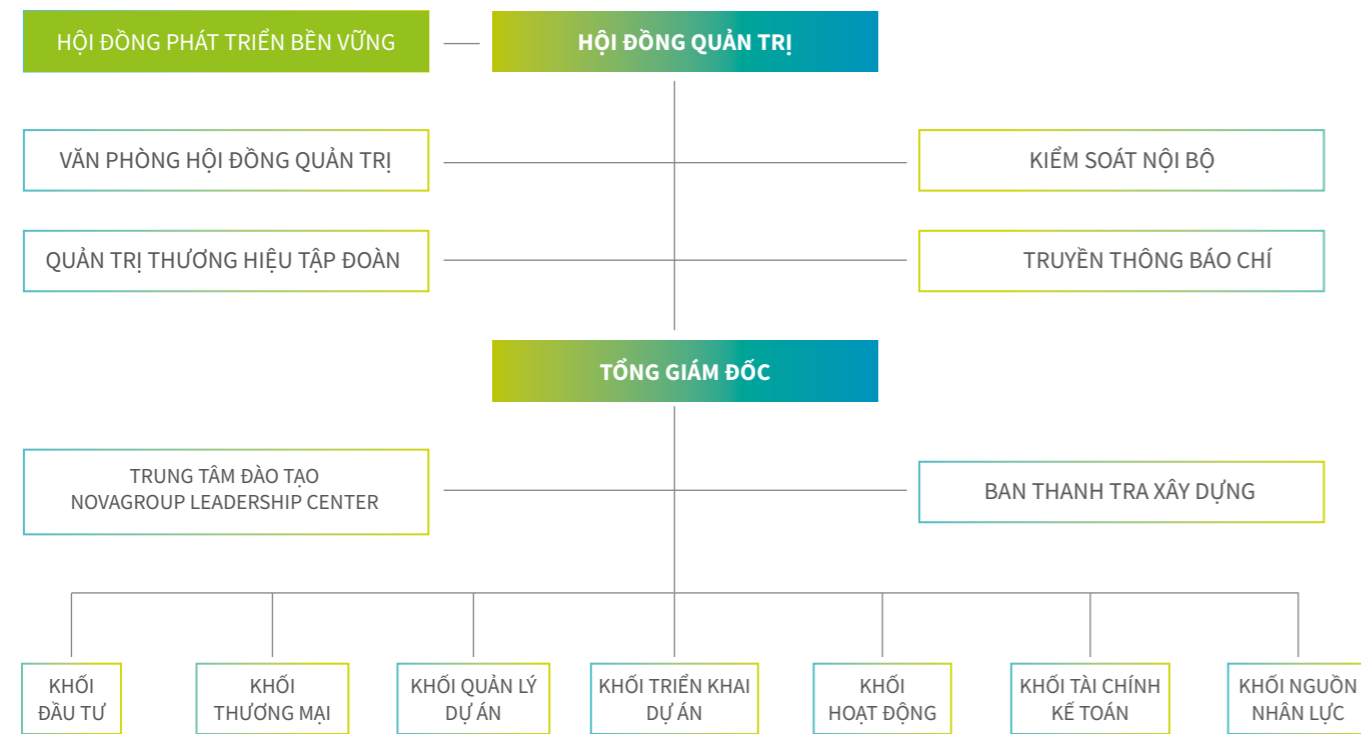 HỘI ĐỒNG PHÁT TRIỂN BỀN VỮNG
HỘI ĐỒNG QUẢN TRỊ
VĂN PHÒNG HỘI ĐỒNG QUẢN TRỊ
KIỂM SOÁT NỘI BỘ
QUẢN TRỊ THƯƠNG HIỆU TẬP ĐOÀN
TRUYỀN THÔNG BÁO CHÍ
TỔNG GIÁM ĐỐC
TRUNG TÂM ĐÀO TẠO
NOVAGROUP LEADERSHIP CENTER
BAN THANH TRA XÂY DỰNG
KHỐI
ĐẦU TƯ
KHỐI
THƯƠNG MẠI
KHỐI QUẢN LÝ
DỰ ÁN
KHỐI TRIỂN KHAI
DỰ ÁN
KHỐI
HOẠT ĐỘNG
KHỐI TÀI CHÍNH
KẾ TOÁN
KHỐI NGUỒN
NHÂN LỰC